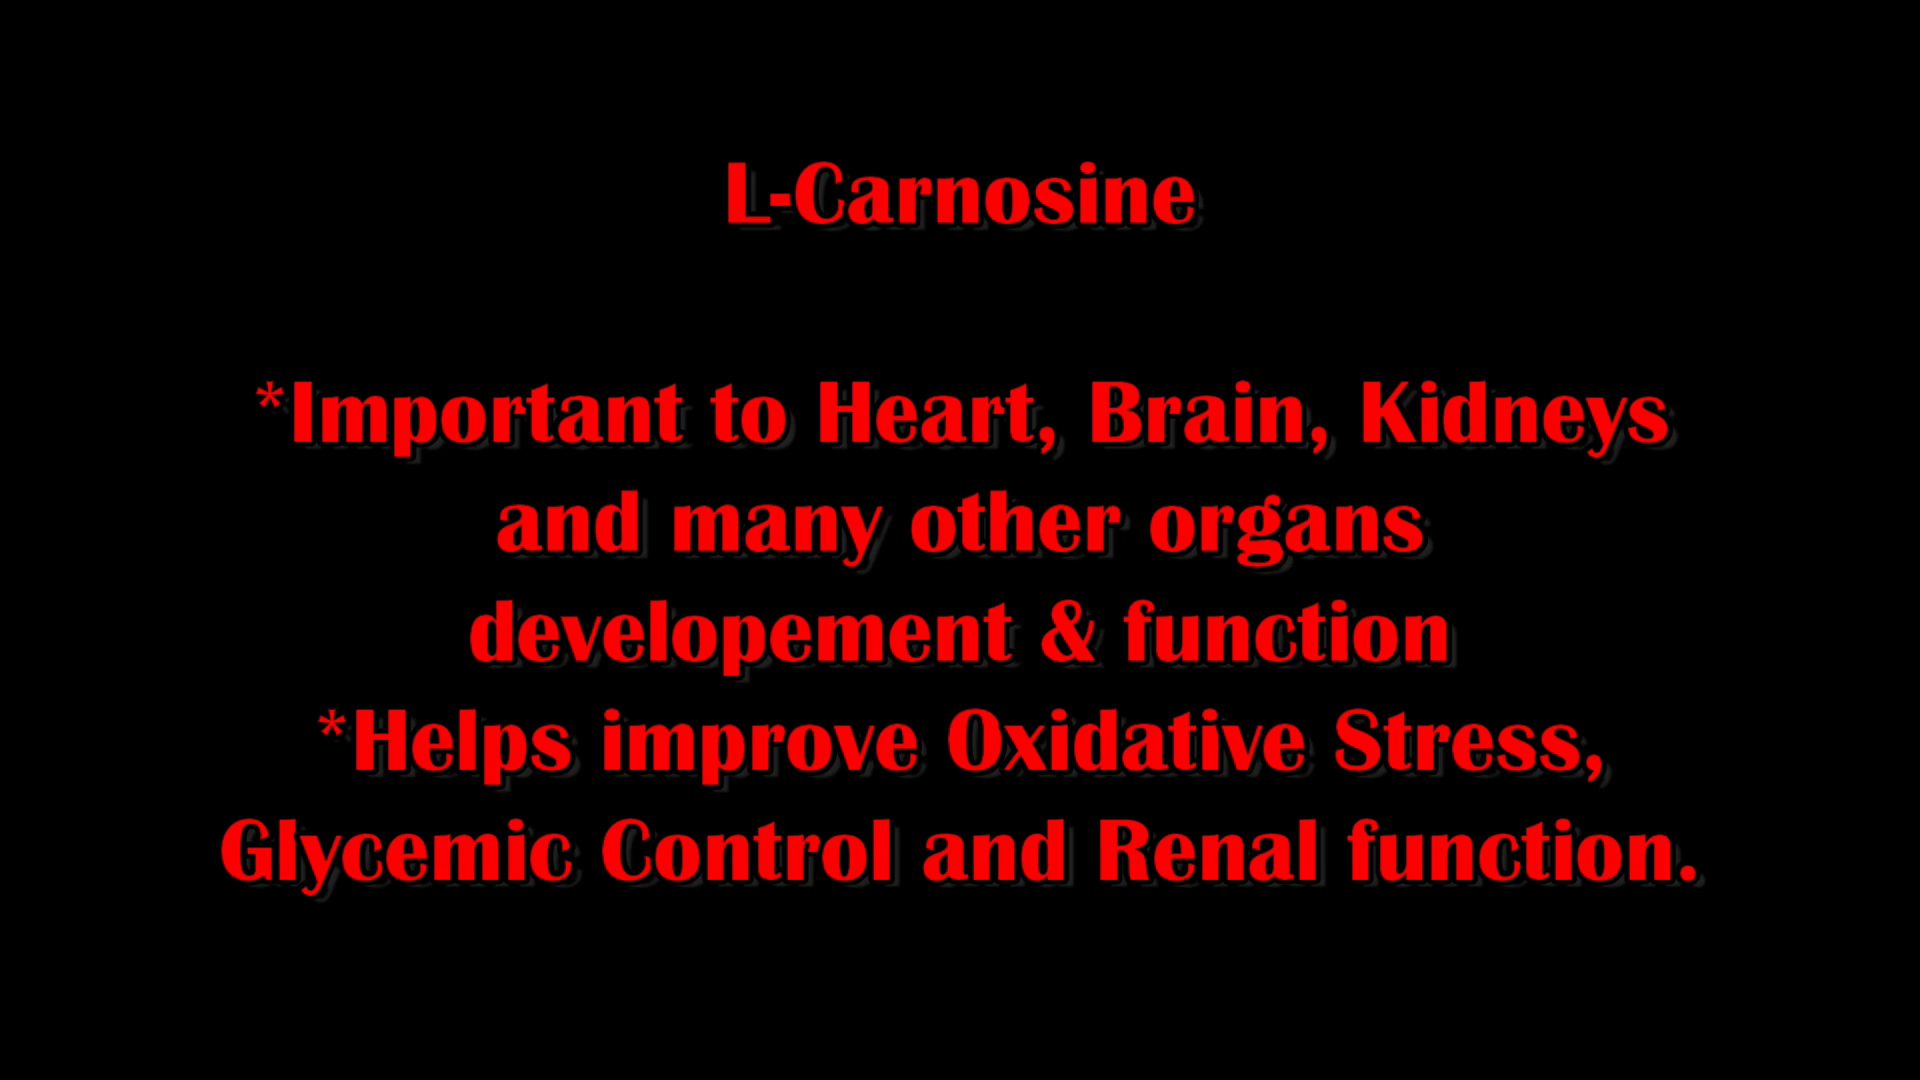 L-Carnosine
*Important to Heart, Brain, Kidneys
and many other organs
developement & function
*Helps improve Oxidative Stress,
Glycemic Control and Renal function.